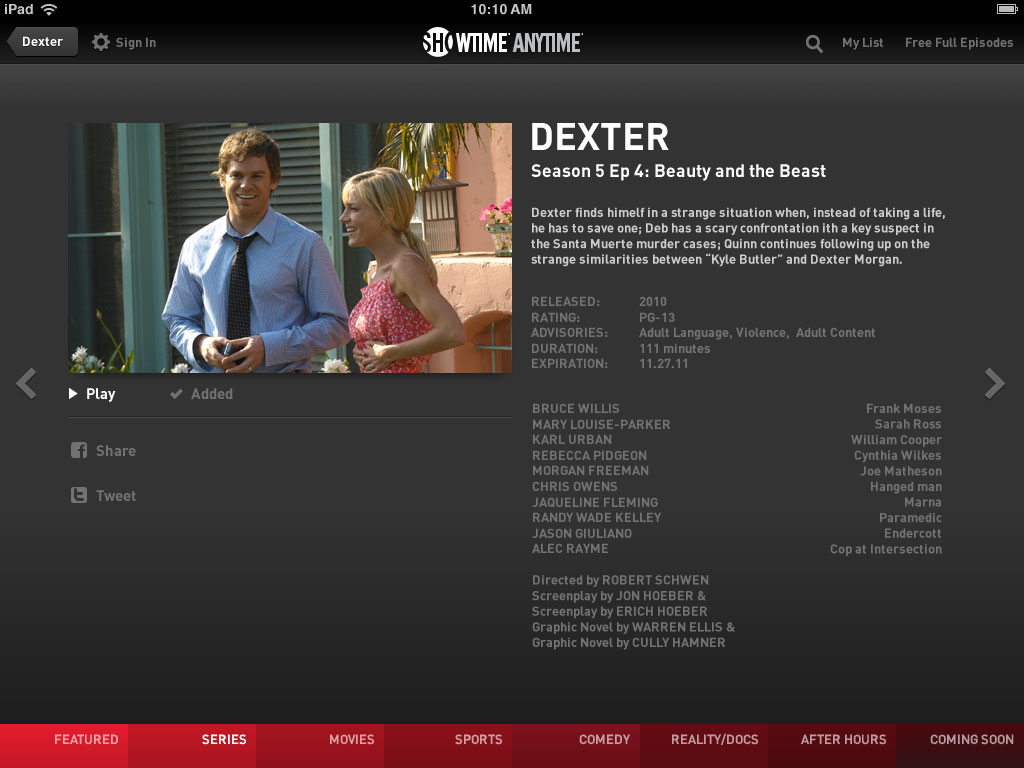 iPad
10:10 AM
Dexter
Sign In
SHOWTIME ANYTIME
My List
Free Full Episodes
DEXTER
Season 5 Ep 4: Beauty and the Beast
Dexter finds himelf in a strange situation when, instead of taking a life,
he has to save one; Deb has a scary confrontation ith a key suspect in
the Santa Muerte murder cases; Quinn continues following up on the
strange similarities between “Kyle Butler” and Dexter Morgan.
RELEASED: 2010
RATING: PG-13
ADVISORIES: Adult Language, Violence, Adult Content
DURATION: 111 minutes
EXPIRATION: 11.27.11
Play
Added
Share
Tweet
BRUCE WILLIS Frank Moses
MARY LOUISE-PARKER Sarah Ross
KARL URBAN William Cooper
REBECCA PIDGEON Cynthia Wilkes
MORGAN FREEMAN Joe Matheson
CHRIS OWENS Hanged man
JAQUELINE FLEMING Marna
RANDY WADE KELLEY Paramedic
JASON GIULIANO Endercott
ALEC RAYME Cop at Intersection
Directed by ROBERT SCHWEN
Screenplay by JON HOEBER &
Screenplay by ERICH HOEBER
Graphic Novel by WARREN ELLIS &
Graphic Novel by CULLY HAMNER
FEATURED
SERIES
MOVIES
SPORTS
COMEDY
REALITY/DOCS
AFTER HOURS
COMING SOON